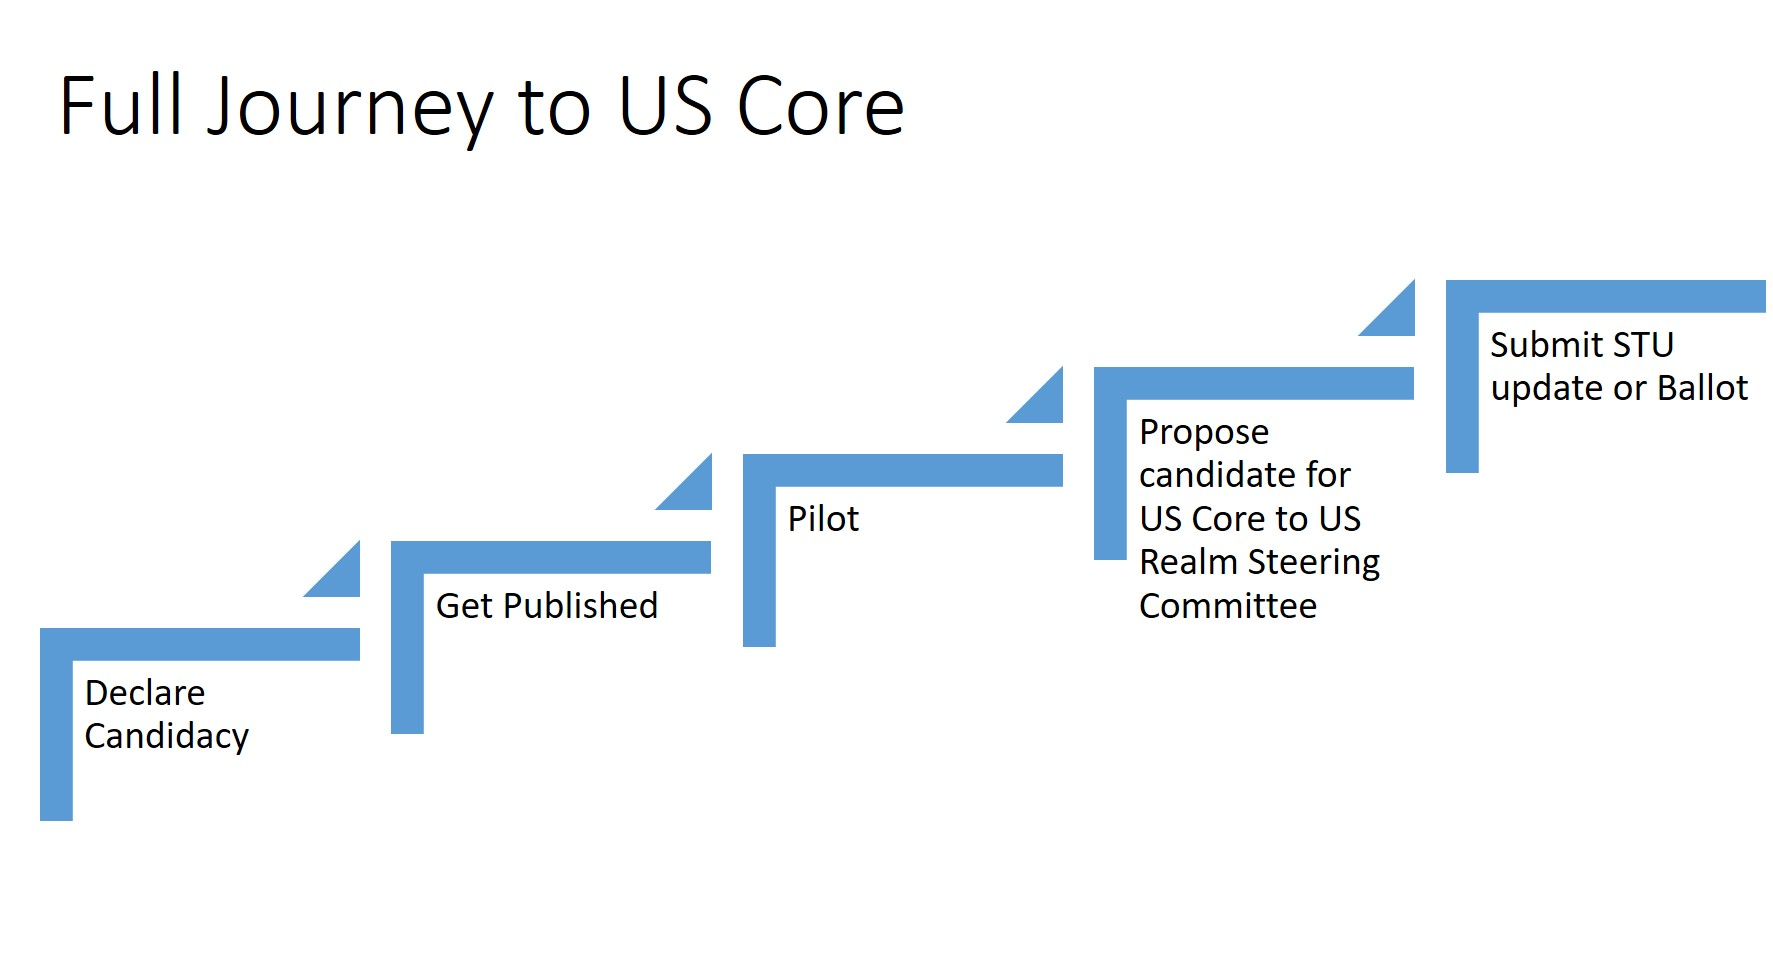 Full Journey to US Core
Declare
Candidacy
Get Published
Pilot
Propose
candidate for
US Core to US
Realm Steering
Committee
Submit STU
update or Ballot